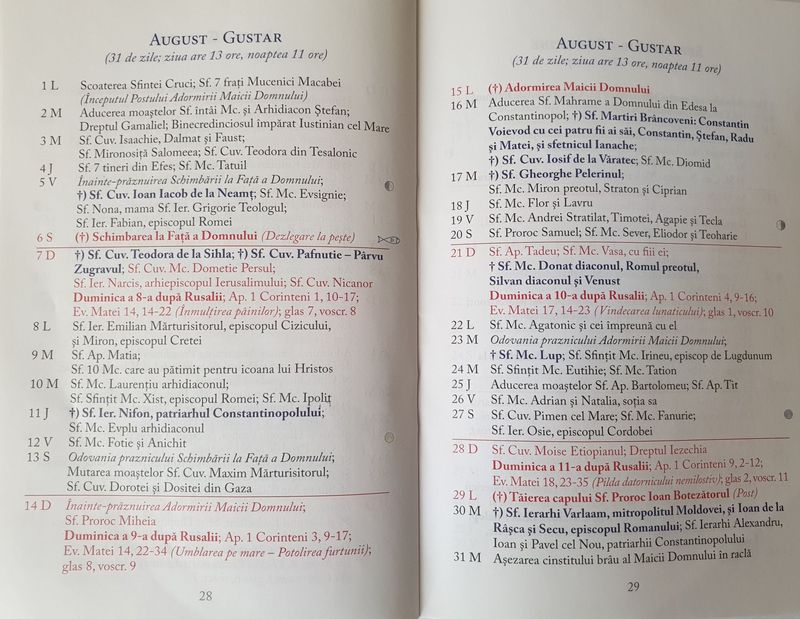 August - Gustar
(31 de zile; ziua are 13 ore, noaptea 11 ore)
1 L Scoaterea Sfintei Cruci; Sf. 7 frați Mucenici Macabei
(Începutul Postului Adormirii Maicii Domnului)
2 M Aducerea moaștelor Sf. întâi Mc. și Arhidiacon Ștefan;
Dreptul Gamaliel; Binecredinciosul împărat Iustinian cel Mare
3 M Sf. Cuv. Isaachie, Dalmat și Faust;
Sf. Mironosiță Salomeea; Sf. Cuv. Teodora din Tesalonic
4 J Sf. 7 tineri din Efes; Sf. Mc. Tatuil
5 V Înainte-prăznuirea Schimbării la Față a Domnului;
†) Sf. Cuv. Ioan Iacob de la Neamț; Sf. Mc. Evsignie;
Sf. Nona, mama Sf. Ier. Grigorie Teologul;
Sf. Ier. Fabian, episcopul Romei
6 S (†) Schimbarea la Față a Domnului (Dezlegare la pește)
7 D †) Sf. Cuv. Teodora de la Sihla; †) Sf. Cuv. Pafnutie – Pârvu
Zugravul; Sf. Cuv. Mc. Dometie Persul;
Sf. Ier. Narcis, arhiepiscopul Ierusalimului; Sf. Cuv. Nicanor
Duminica a 8-a după Rusalii; Ap. 1 Corinteni 1, 10-17;
Ev. Matei 14, 14-22 (Înmulțirea pâinilor); glas 7, voscr. 8
8 L Sf. Ier. Emilian Mărturisitorul, episcopul Cizicului,
și Miron, episcopul Cretei
9 M Sf. Ap. Matia;
Sf. 10 Mc. care au pătimit pentru icoana lui Hristos
10 M Sf. Mc. Laurențiu arhidiaconul;
Sf. Sfințit Mc. Xist, episcopul Romei; Sf. Mc. Ipolit
11 J †) Sf. Ier. Nifon, patriarhul Constantinopolului;
Sf. Mc. Evplu arhidiaconul
12 V Sf. Mc. Fotie și Anichit
13 S Odovania praznicului Schimbării la Față a Domnului;
Mutarea moaștelor Sf. Cuv. Maxim Mărturisitorul;
Sf. Cuv. Dorotei și Dositei din Gaza
14 D Înainte-prăznuirea Adormirii Maicii Domnului;
Sf. Proroc Miheia
Duminica a 9-a după Rusalii; Ap. 1 Corinteni 3, 9-17;
Ev. Matei 14, 22-34 (Umblarea pe mare – Potolirea furtunii);
glas 8, voscr. 9
28
August - Gustar
(31 de zile; ziua are 13 ore, noaptea 11 ore)
15 L (†) Adormirea Maicii Domnului
16 M Aducerea Sf. Mahrame a Domnului din Edesa la
Constantinopol; †) Sf. Martiri Brâncoveni: Constantin
Voievod cu cei patru fii ai săi, Constantin, Ștefan, Radu
și Matei, și sfetnicul Ianache;
†) Sf. Cuv. Iosif de la Văratec; Sf. Mc. Diomid
17 M †) Sf. Gheorghe Pelerinul;
Sf. Mc. Miron preotul, Straton și Ciprian
18 J Sf. Mc. Flor și Lavru
19 V Sf. Mc. Andrei Stratilat, Timotei, Agapie și Tecla
20 S Sf. Proroc Samuel; Sf. Mc. Sever, Eliodor și Teoharie
21 D Sf. Ap. Tadeu; Sf. Mc. Vasa, cu fiii ei;
† Sf. Mc. Donat diaconul, Romul preotul,
Silvan diaconul și Venust
Duminica a 10-a după Rusalii; Ap. 1 Corinteni 4, 9-16;
Ev. Matei 17, 14-23 (Vindecarea lunaticului); glas 1, voscr. 10
22 L Sf. Mc. Agatonic și cei împreună cu el
23 M Odovania praznicului Adormirii Maicii Domnului;
† Sf. Mc. Lup; Sf. Sfințit Mc. Irineu, episcop de Lugdunum
24 M Sf. Sfințit Mc. Eutihie; Sf. Mc. Tation
25 J Aducerea moaștelor Sf. Ap. Bartolomeu; Sf. Ap. Tit
26 V Sf. Mc. Adrian și Natalia, soția sa
27 S Sf. Cuv. Pimen cel Mare; Sf. Mc. Fanurie;
Sf. Ier. Osie, episcopul Cordobei
28 D Sf. Cuv. Moise Etiopianul; Dreptul Iezechia
Duminica a 11-a după Rusalii; Ap. 1 Corinteni 9, 2-12;
Ev. Matei 18, 23-35 (Pilda datornicului nemilostiv); glas 2, voscr. 11
29 L (†) Tăierea capului Sf. Proroc Ioan Botezătorul (Post)
30 M †) Sf. Ierarhi Varlaam, mitropolitul Moldovei, și Ioan de la
Râșca și Secu, episcopul Romanului; Sf. Ierarhi Alexandru,
Ioan și Pavel cel Nou, patriarhii Constantinopolului
31 M Așezarea cinstitului brâu al Maicii Domnului în raclă
29